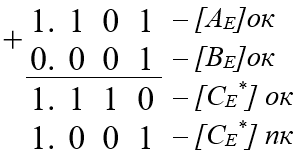 1. 1 0 1 – [A_E]ок
+
0. 0 0 1 – [B_E]ок
1. 1 1 0 – [C_E*] ок
1. 0 0 1 – [C_E*] пк